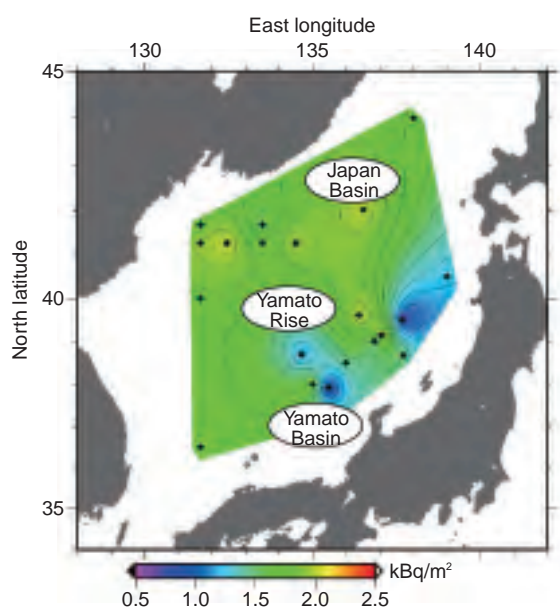 East longitude
130 135 140
45
40
35
North latitude
Japan
Basin
Yamato
Rise
Yamato
Basin
kBq/m²
0.5 1.0 1.5 2.0 2.5